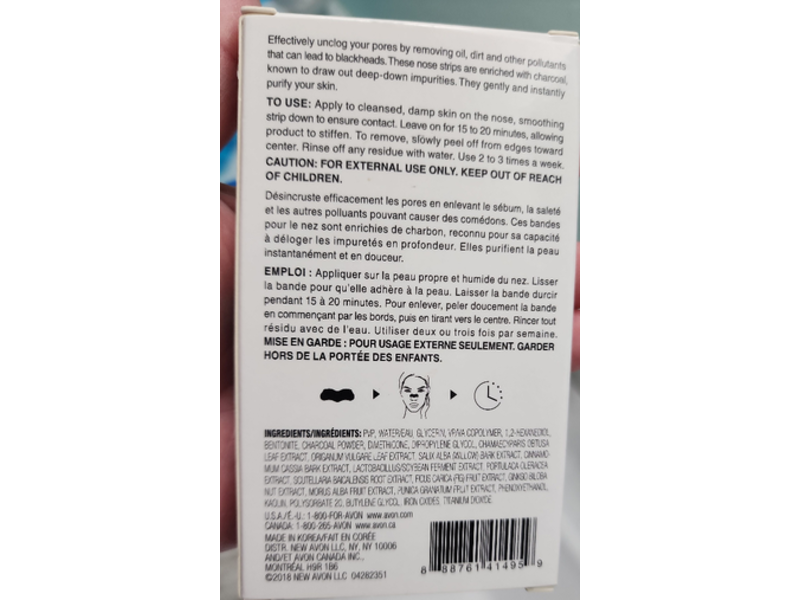 Effectively unclog your pores by removing oil, dirt and other pollutants
that can lead to blackheads. These nose strips are enriched with charcoal,
known to draw out deep-down impurities. They gently and instantly
purify your skin.
TO USE: Apply to cleansed, damp skin on the nose, smoothing
strip down to ensure contact. Leave on for 15 to 20 minutes, allowing
product to stiffen. To remove, slowly peel off from edges toward
center. Rinse off any residue with water. Use 2 to 3 times a week.
CAUTION: FOR EXTERNAL USE ONLY. KEEP OUT OF REACH
OF CHILDREN.
Désincruste efficacement les pores en enlevant le sébum, la saleté
et les autres polluants pouvant causer des comédons. Ces bandes
pour le nez sont enrichies de charbon, reconnu pour sa capacité
à déloger les impuretés en profondeur. Elles purifient la peau
instantanément et en douceur.
EMPLOI : Appliquer sur la peau propre et humide du nez. Lisser
la bande pour qu'elle adhère à la peau. Laisser la bande durcir
pendant 15 à 20 minutes. Pour enlever, peler doucement la bande
en commençant par les bords, puis en tirant vers le centre. Rincer tout
résidu avec de l'eau. Utiliser deux ou trois fois par semaine.
MISE EN GARDE : POUR USAGE EXTERNE SEULEMENT. GARDER
HORS DE LA PORTÉE DES ENFANTS.
INGREDIENTS/INGRÉDIENTS: PVP, WATER/EAU, GLYCERIN, VP/VA COPOLYMER, 1,2-HEXANEDIOL,
BENTONITE, CHARCOAL POWDER, DIMETHICONE, DIPROPYLENE GLYCOL, CHAMAECYPARIS OBTUSA
LEAF EXTRACT, ORIGANUM VULGARE LEAF EXTRACT, SALIX ALBA (WILLOW) BARK EXTRACT, CINNAMO-
MUM CASSIA BARK EXTRACT, LACTOBACILLUS/SOYBEAN FERMENT EXTRACT, PORTULACA OLERACEA
EXTRACT, SCUTELLARIA BAICALENSIS ROOT EXTRACT, FICUS CARICA (FIG) FRUIT EXTRACT, GINKGO BILOBA
NUT EXTRACT, MORUS ALBA FRUIT EXTRACT, PUNICA GRANATUM FRUIT EXTRACT, PHENOXYETHANOL,
KAOLIN, POLYSORBATE 20, BUTYLENE GLYCOL, IRON OXIDES, TITANIUM DIOXIDE
U.S.A./É.-U.: 1-800-FOR-AVON www.avon.com
CANADA: 1-800-265-AVON www.avon.ca
MADE IN KOREA/FAIT EN CORÉE
DISTR. NEW AVON LLC, NY, NY 10006
AND/ET AVON CANADA INC.,
MONTRÉAL H9R 1B6
©2018 NEW AVON LLC 04282351
8 88761 41495 9